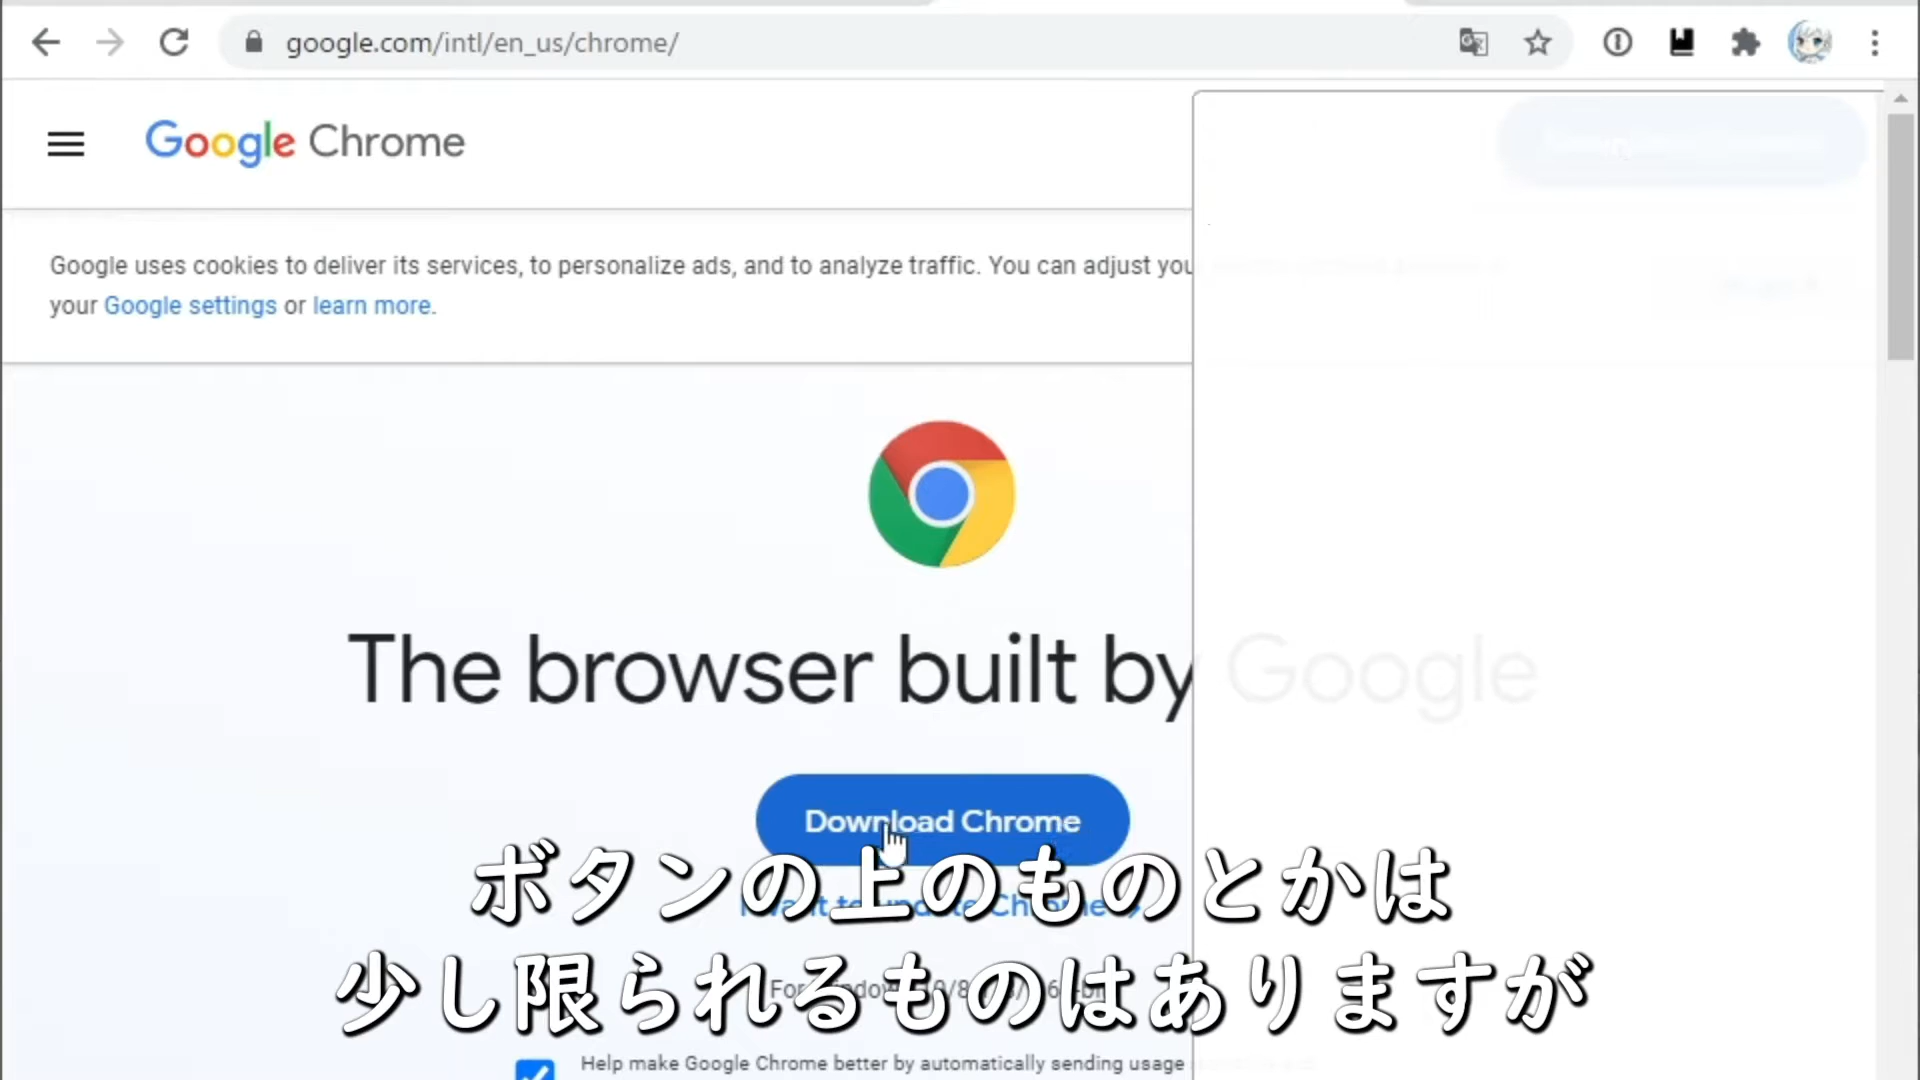 google.com/intl/en_us/chrome/
Google Chrome
Google uses cookies to deliver its services, to personalize ads, and to analyze traffic. You can adjust you
your Google settings or learn more.
The browser built by Google
Download Chrome
ボタンの上のものとかは
少し限られるものはありますが
Help make Google Chrome better by automatically sending usage